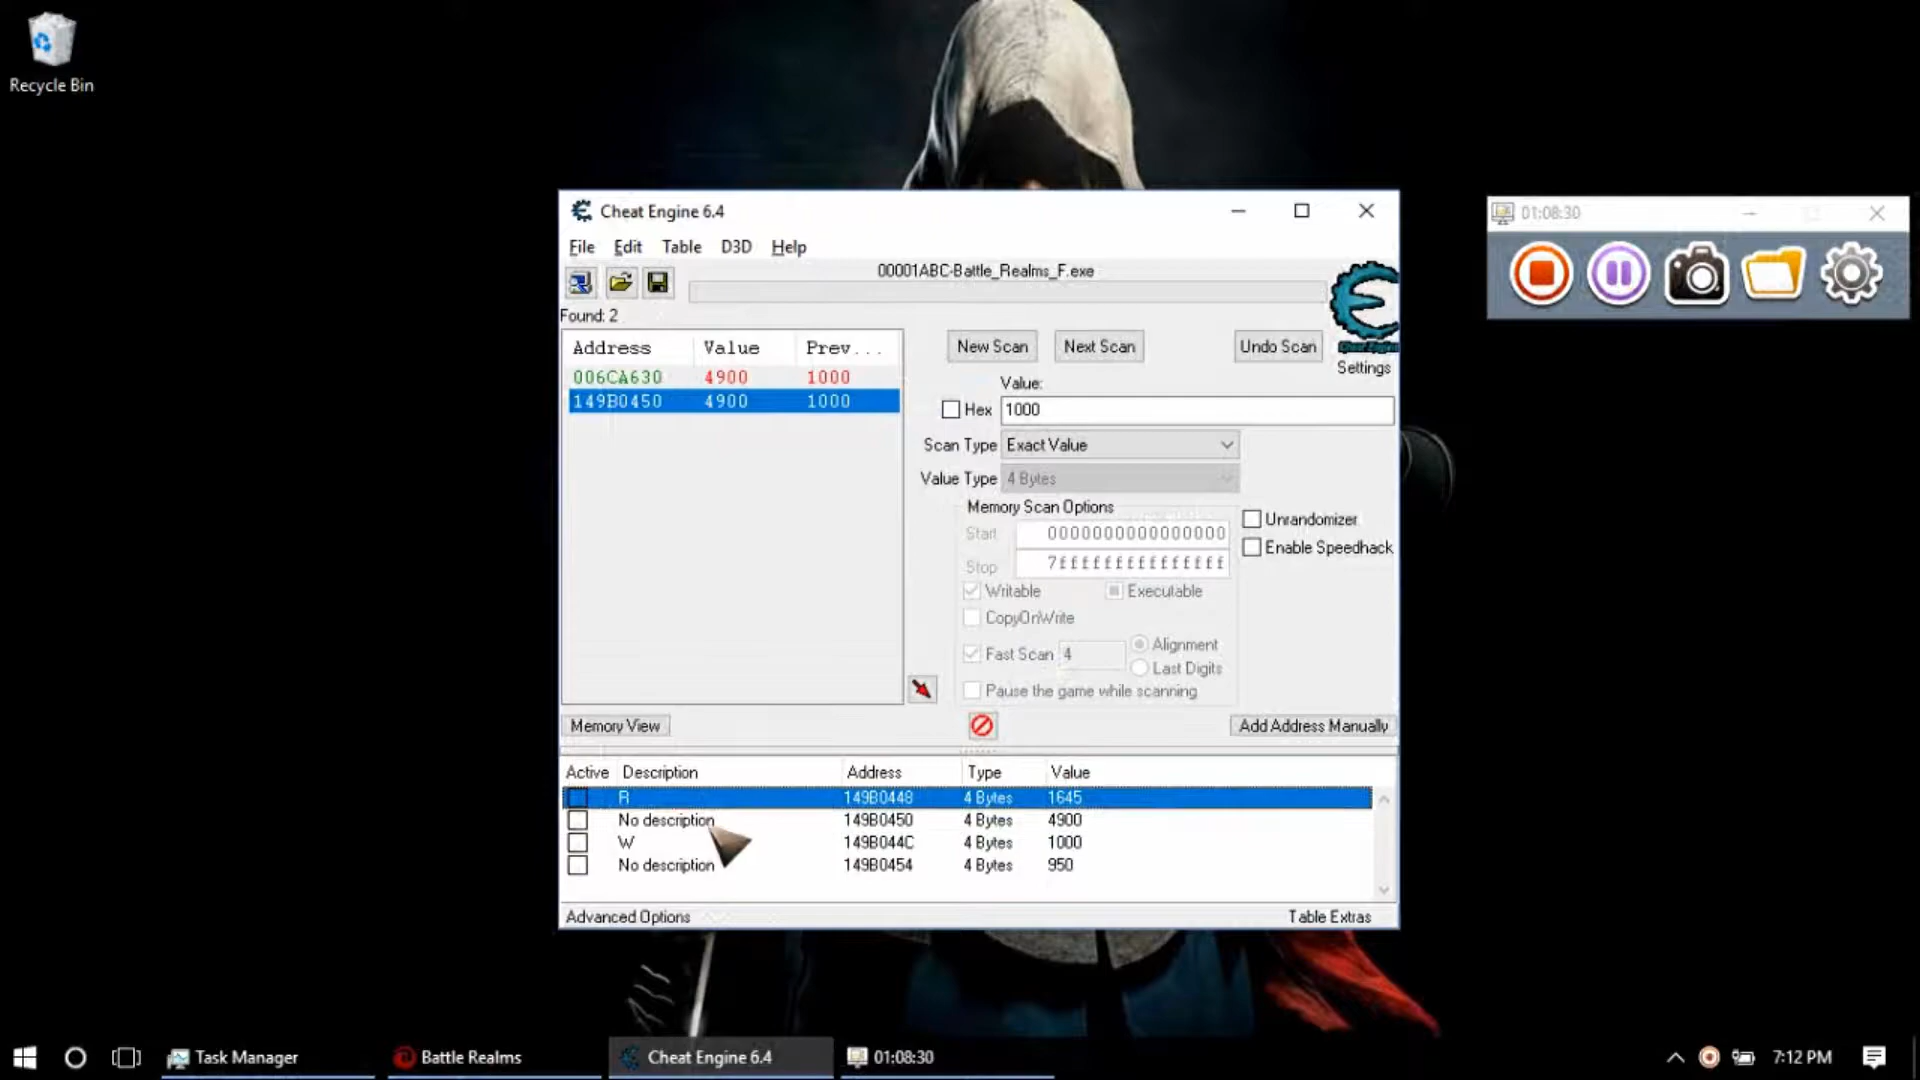 Recycle Bin
Cheat Engine 6.4
File Edit Table D3D Help
00001ABC-Battle_Realms_F.exe
Found: 2
Address Value Prev...
006CA630 4900 1000
149B0450 4900 1000
New Scan Next Scan Undo Scan
Settings
Value:
Hex 1000
Scan Type Exact Value
Value Type 4 Bytes
Memory Scan Options
Start 0000000000000000
Stop 7fffffffffffffff
Writable Executable
CopyOnWrite
Fast Scan 4 Alignment
Last Digits
Pause the game while scanning
Unrandomizer
Enable Speedhack
Memory View Add Address Manually
Active Description Address Type Value
R 149B0448 4 Bytes 1645
No description 149B0450 4 Bytes 4900
W 149B044C 4 Bytes 1000
No description 149B0454 4 Bytes 950
Advanced Options Table Extras
01:08:30
Task Manager Battle Realms Cheat Engine 6.4 01:08:30 7:12 PM